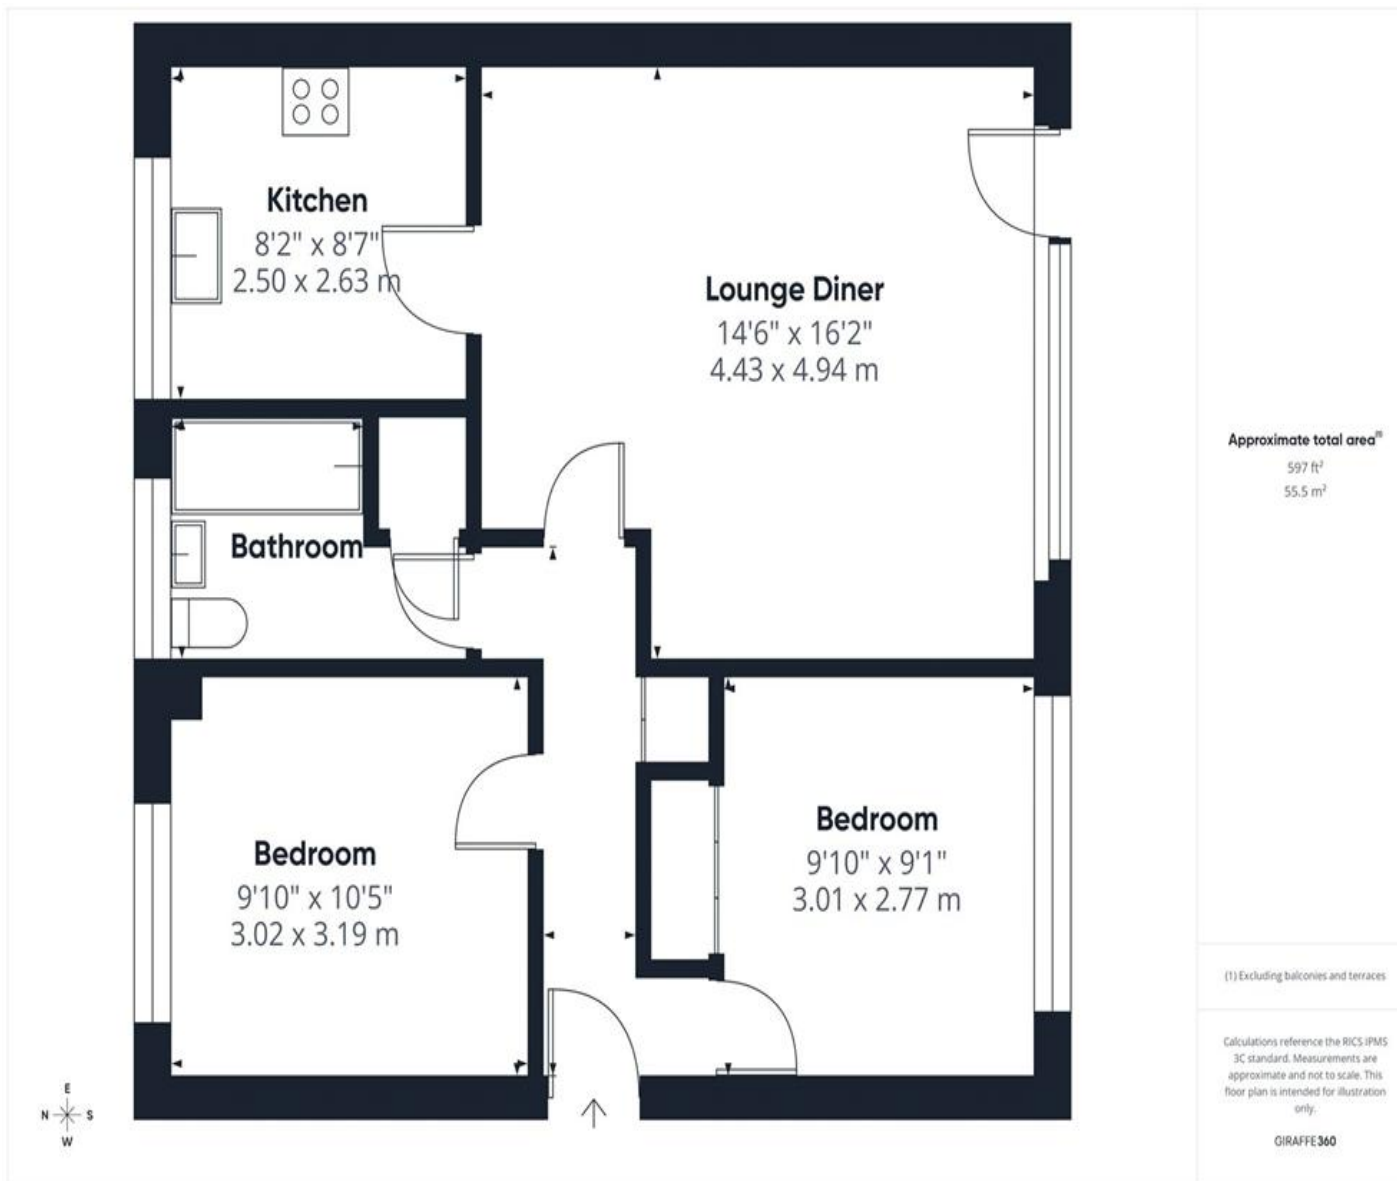 Kitchen
8'2" x 8'7"
2.50 x 2.63 m
Lounge Diner
14'6" x 16'2"
4.43 x 4.94 m
Bathroom
Bedroom
9'10" x 10'5"
3.02 x 3.19 m
Bedroom
9'10" x 9'1"
3.01 x 2.77 m
E
N S
W
Approximate total area(1)
597 ft²
55.5 m²
(1) Excluding balconies and terraces
Calculations reference the RICS IPMS
3C standard. Measurements are
approximate and not to scale. This
floor plan is intended for illustration
only.
GIRAFFE360